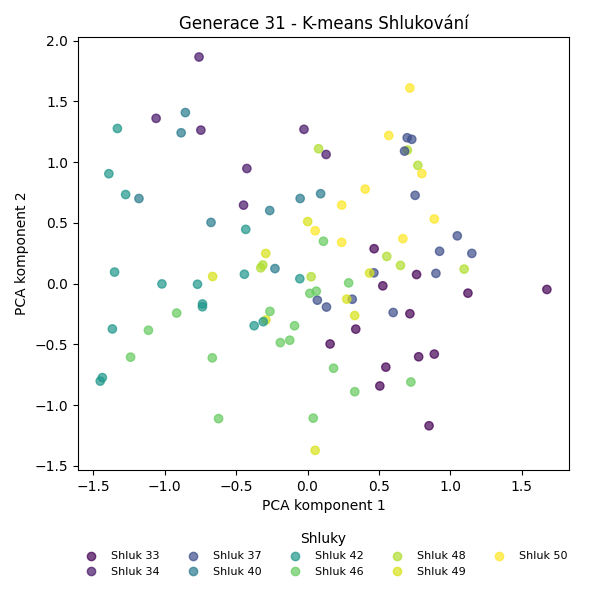 Generace 31 - K-means Shlukování
2.0
1.5
1.0
0.5
0.0
−0.5
−1.0
−1.5
PCA komponent 2
−1.5 −1.0 −0.5 0.0 0.5 1.0 1.5
PCA komponent 1
Shluky
Shluk 33 Shluk 37 Shluk 42 Shluk 48 Shluk 50
Shluk 34 Shluk 40 Shluk 46 Shluk 49